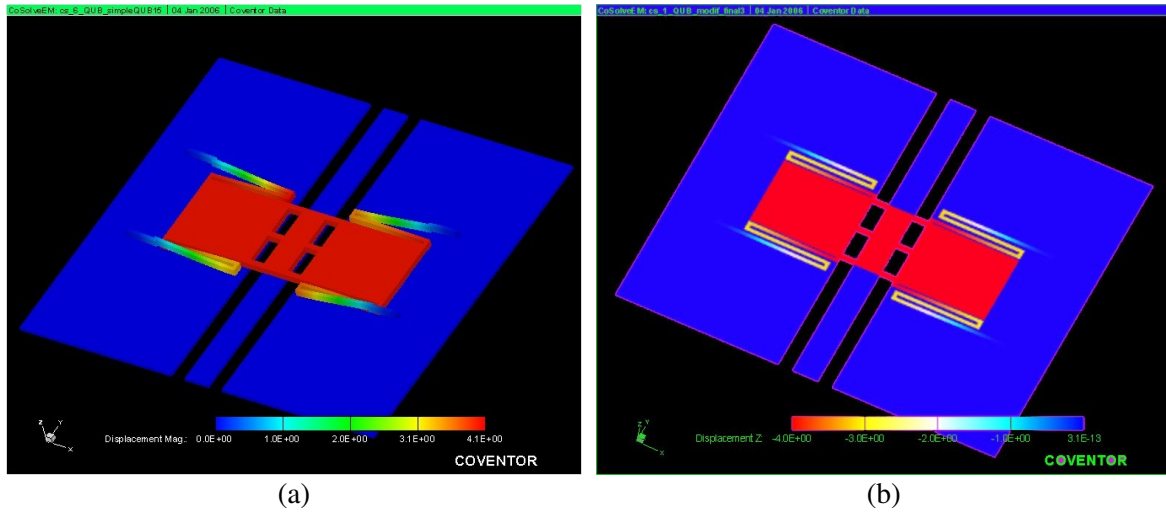 CoSolveEM: cs_6_QUB_simpleQUB15 | 04 Jan 2006 | Coventor Data
Z
Y
X
Displacement Mag.: 0.0E+00 1.0E+00 2.0E+00 3.1E+00 4.1E+00
COVENTOR
(a)
CoSolveEM: cs_1_QUB_modif_final3 | 04 Jan 2006 | Coventor Data
Z
Y
X
Displacement Z: -4.0E+00 -3.0E+00 -2.0E+00 -1.0E+00 3.1E-13
COVENTOR
(b)